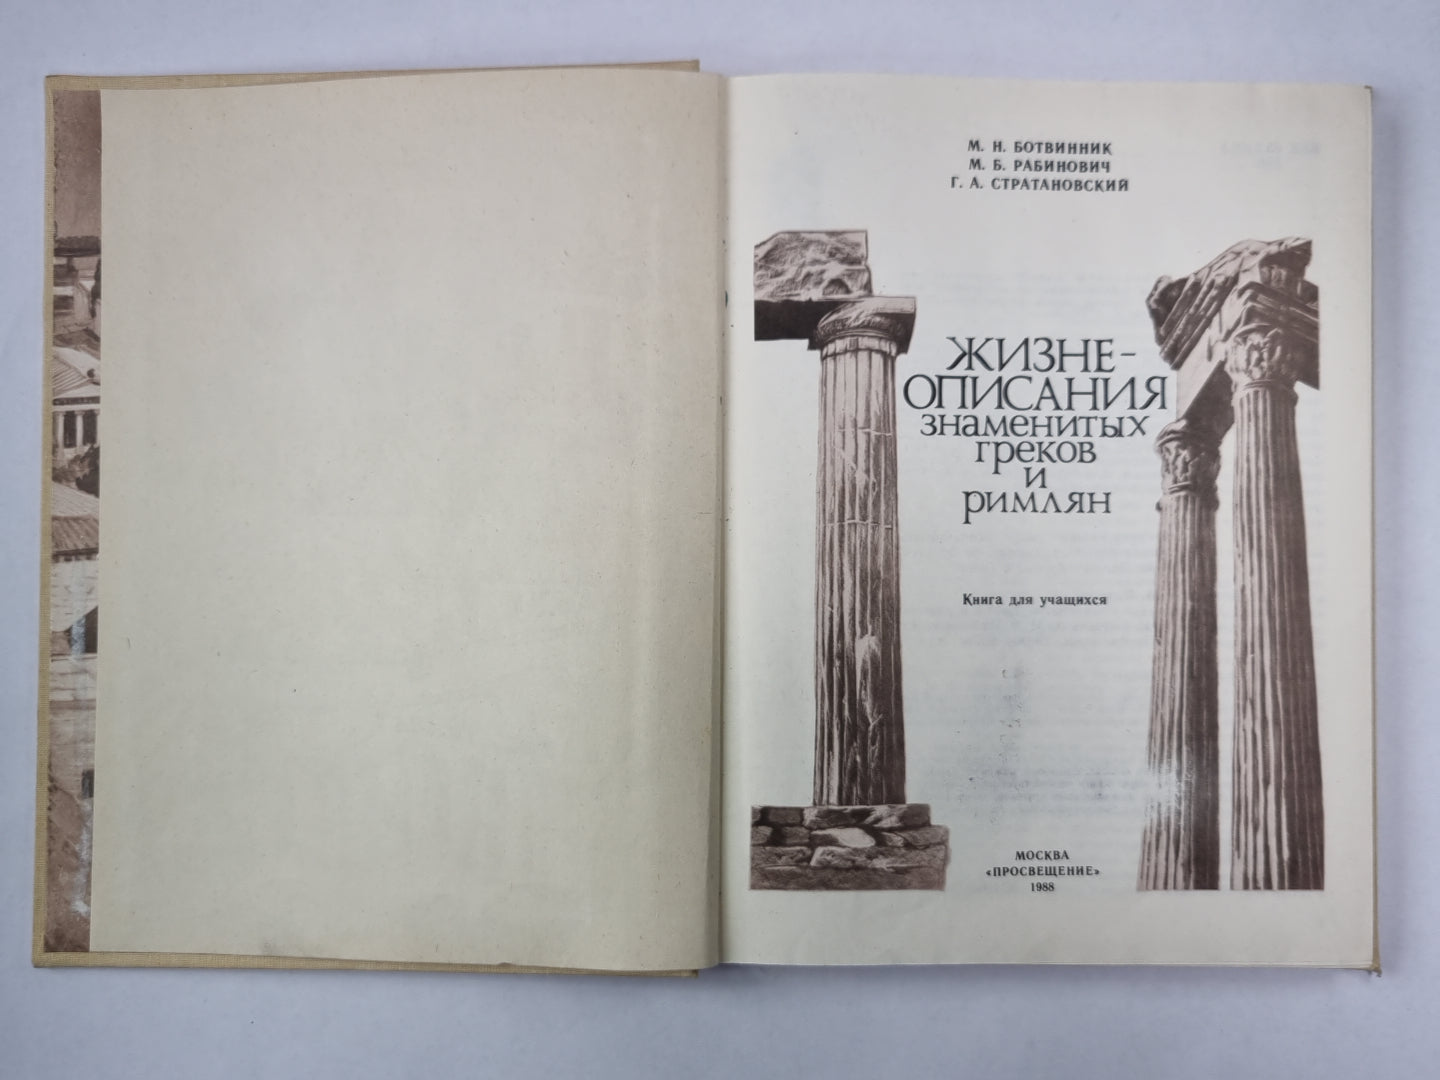 М. Н. БОТВИННИК
М. Б. РАБИНОВИЧ
Г. А. СТРАТАНОВСКИЙ
ЖИЗНЕ-
ОПИСАНИЯ
знаменитых
греков
и
римлян
Книга для учащихся
МОСКВА
«ПРОСВЕЩЕНИЕ»
1988